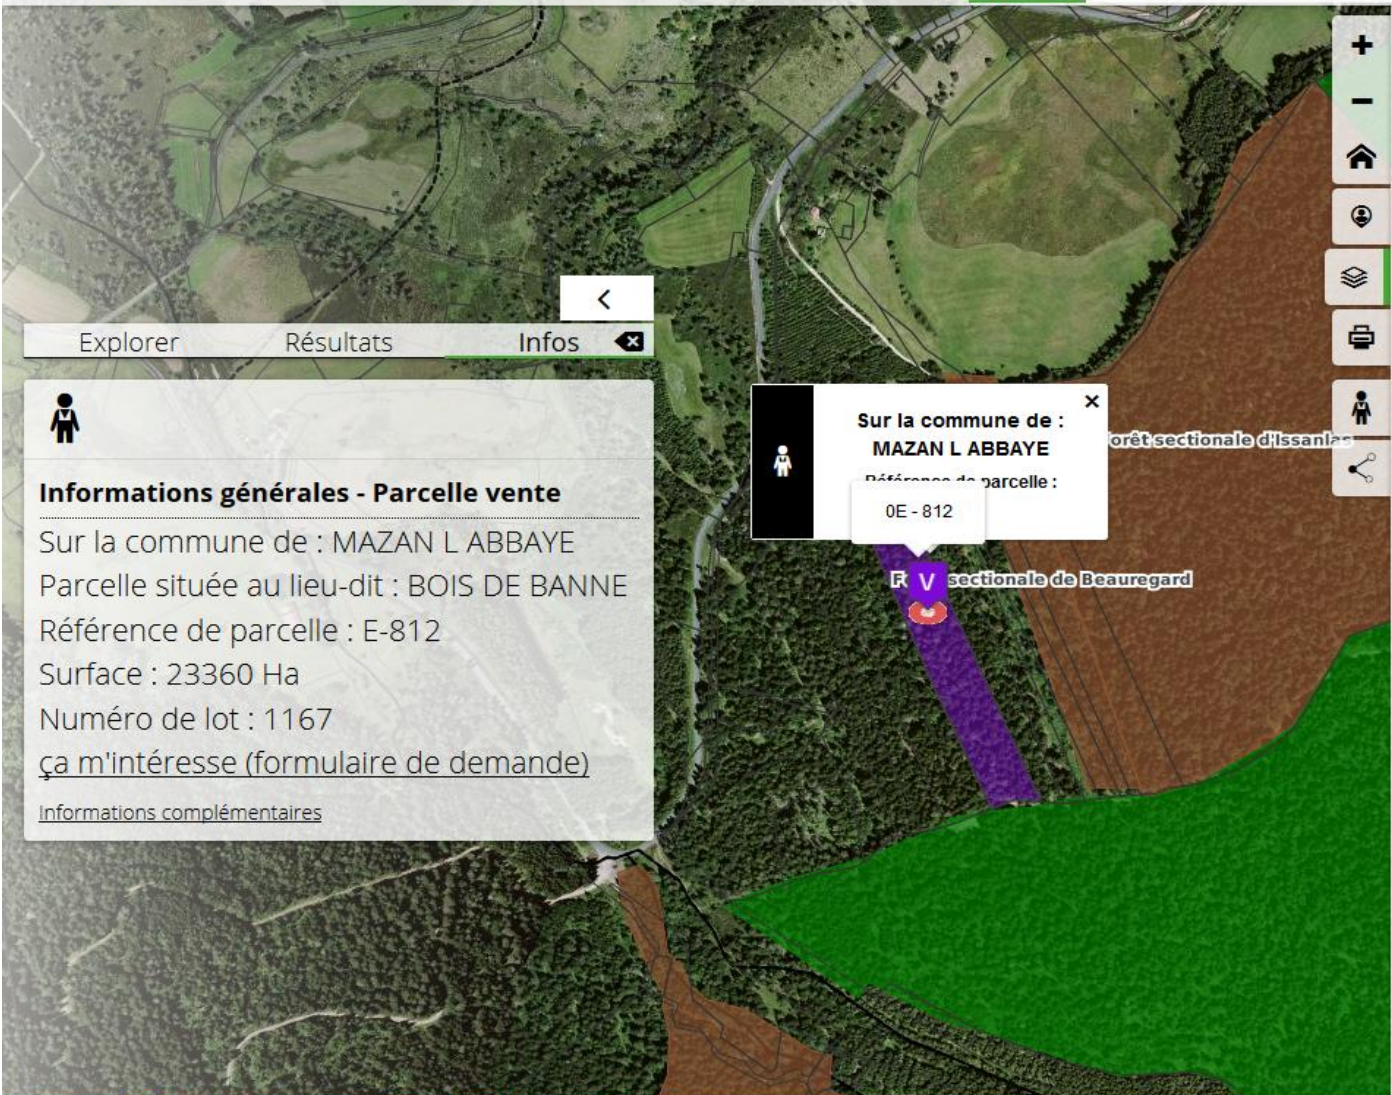 Explorer
Résultats
Infos
Informations générales - Parcelle vente
Sur la commune de : MAZAN L ABBAYE
Parcelle située au lieu-dit : BOIS DE BANNE
Référence de parcelle : E-812
Surface : 23360 Ha
Numéro de lot : 1167
ça m'intéresse (formulaire de demande)
Informations complémentaires
Sur la commune de :
MAZAN L ABBAYE
Référence de parcelle :
0E - 812
orêt sectionale d'Issanlas
V
sectionale de Beauregard